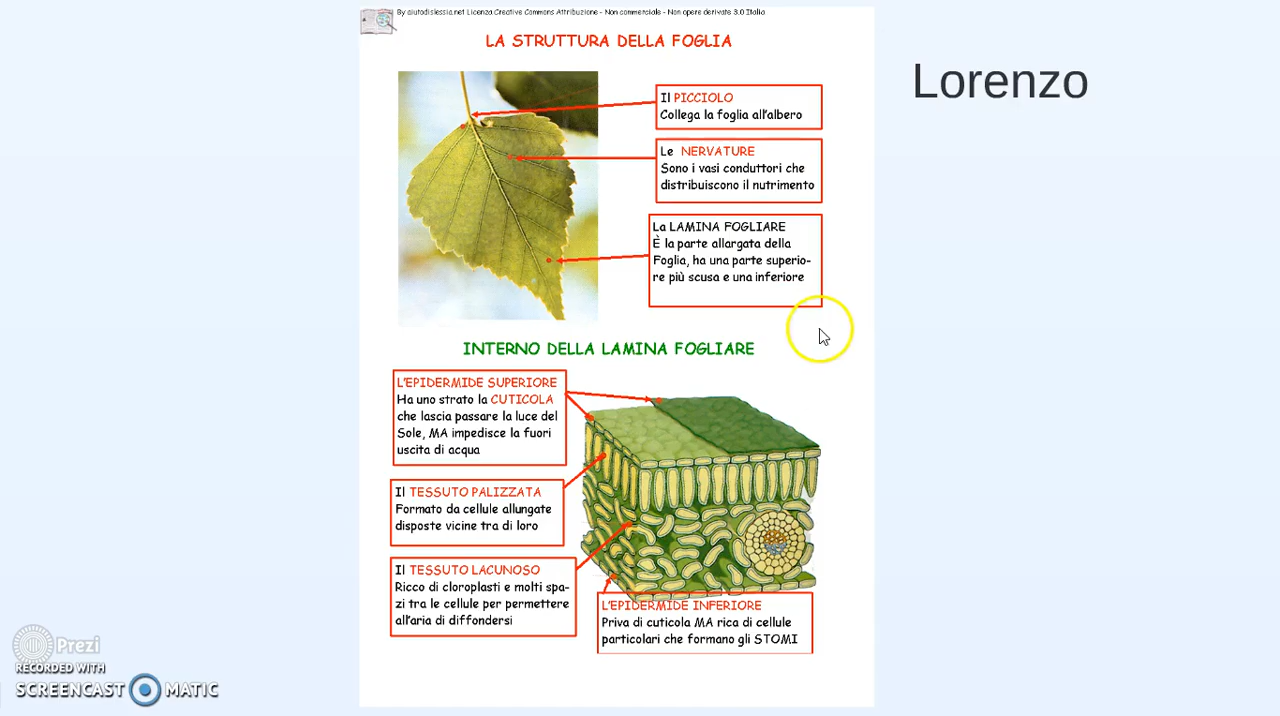 By aiutodislessia.net Licenza Creative Commons Attribuzione - Non commerciale - Non opere derivate 3.0 Italia
LA STRUTTURA DELLA FOGLIA
Lorenzo
Il PICCIOLO
Collega la foglia all'albero
Le NERVATURE
Sono i vasi conduttori che
distribuiscono il nutrimento
La LAMINA FOGLIARE
È la parte allargata della
Foglia, ha una parte superio-
re più scusa e una inferiore
INTERNO DELLA LAMINA FOGLIARE
L'EPIDERMIDE SUPERIORE
Ha uno strato la CUTICOLA
che lascia passare la luce del
Sole, MA impedisce la fuori
uscita di acqua
Il TESSUTO PALIZZATA
Formato da cellule allungate
disposte vicine tra di loro
Il TESSUTO LACUNOSO
Ricco di cloroplasti e molti spa-
zi tra le cellule per permettere
all'aria di diffondersi
L'EPIDERMIDE INFERIORE
Priva di cuticola MA rica di cellule
particolari che formano gli STOMI
Prezi
RECORDED WITH
SCREENCAST MATIC